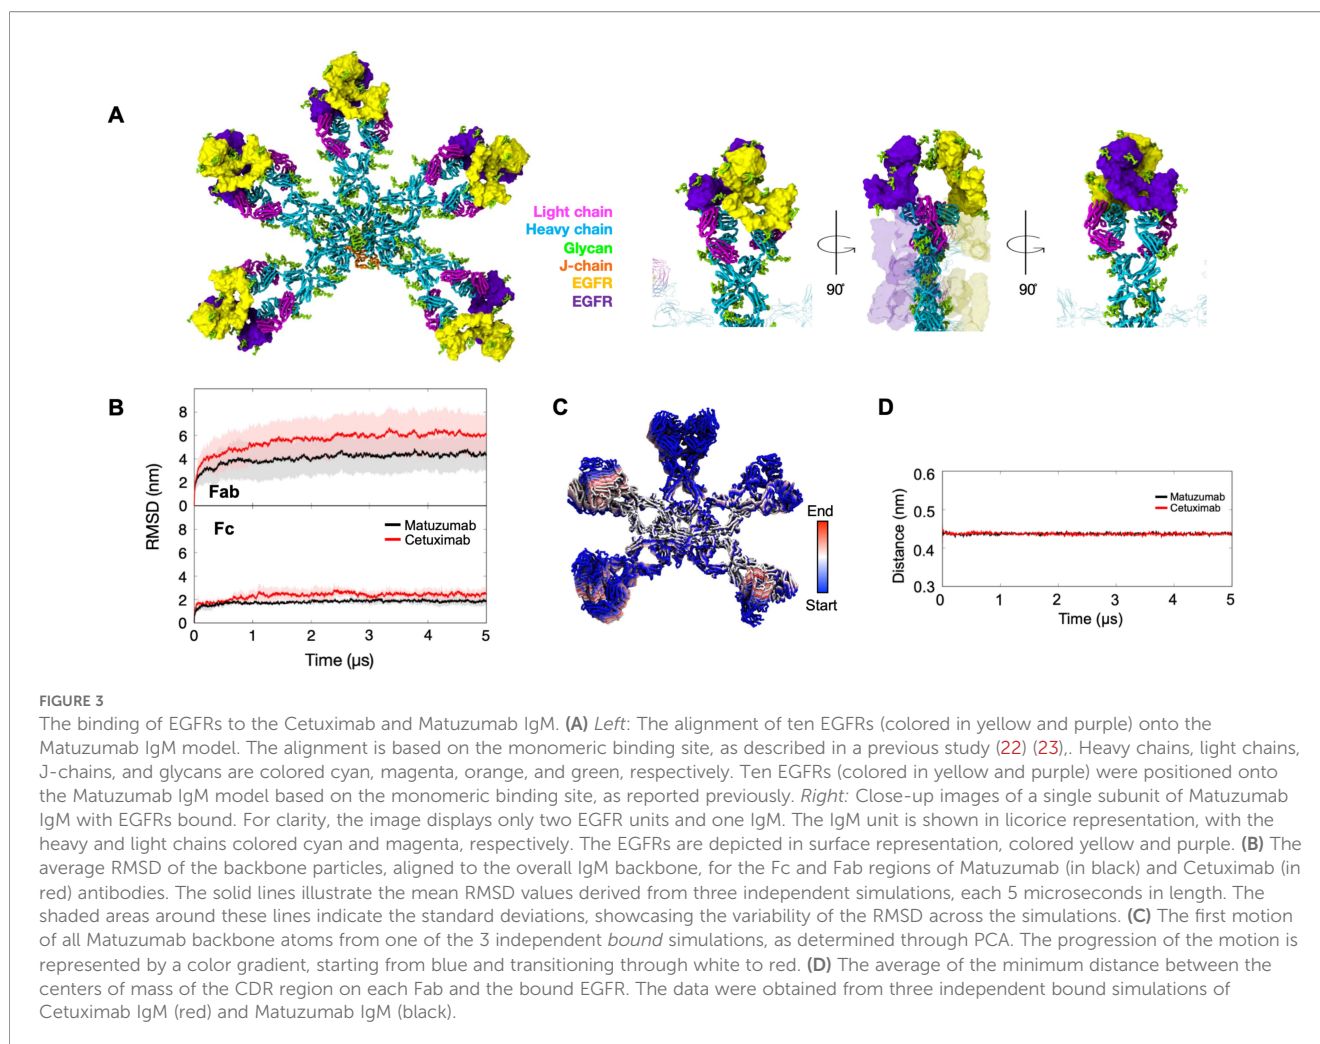 A
Light chain
Heavy chain
Glycan
J-chain
EGFR
EGFR
90°
90°
B
RMSD (nm)
8
6
4
2
0
Fab
8
6
4
2
0
Fc
Matuzumab
Cetuximab
0 1 2 3 4 5
Time (µs)
C
End
Start
D
Distance (nm)
0.6
0.5
0.4
0.3
Matuzumab
Cetuximab
0 1 2 3 4 5
Time (µs)
FIGURE 3
The binding of EGFRs to the Cetuximab and Matuzumab IgM. (A) Left: The alignment of ten EGFRs (colored in yellow and purple) onto the
Matuzumab IgM model. The alignment is based on the monomeric binding site, as described in a previous study (22) (23),. Heavy chains, light chains,
J-chains, and glycans are colored cyan, magenta, orange, and green, respectively. Ten EGFRs (colored in yellow and purple) were positioned onto
the Matuzumab IgM model based on the monomeric binding site, as reported previously. Right: Close-up images of a single subunit of Matuzumab
IgM with EGFRs bound. For clarity, the image displays only two EGFR units and one IgM. The IgM unit is shown in licorice representation, with the
heavy and light chains colored cyan and magenta, respectively. The EGFRs are depicted in surface representation, colored yellow and purple. (B) The
average RMSD of the backbone particles, aligned to the overall IgM backbone, for the Fc and Fab regions of Matuzumab (in black) and Cetuximab (in
red) antibodies. The solid lines illustrate the mean RMSD values derived from three independent simulations, each 5 microseconds in length. The
shaded areas around these lines indicate the standard deviations, showcasing the variability of the RMSD across the simulations. (C) The first motion
of all Matuzumab backbone atoms from one of the 3 independent bound simulations, as determined through PCA. The progression of the motion is
represented by a color gradient, starting from blue and transitioning through white to red. (D) The average of the minimum distance between the
centers of mass of the CDR region on each Fab and the bound EGFR. The data were obtained from three independent bound simulations of
Cetuximab IgM (red) and Matuzumab IgM (black).